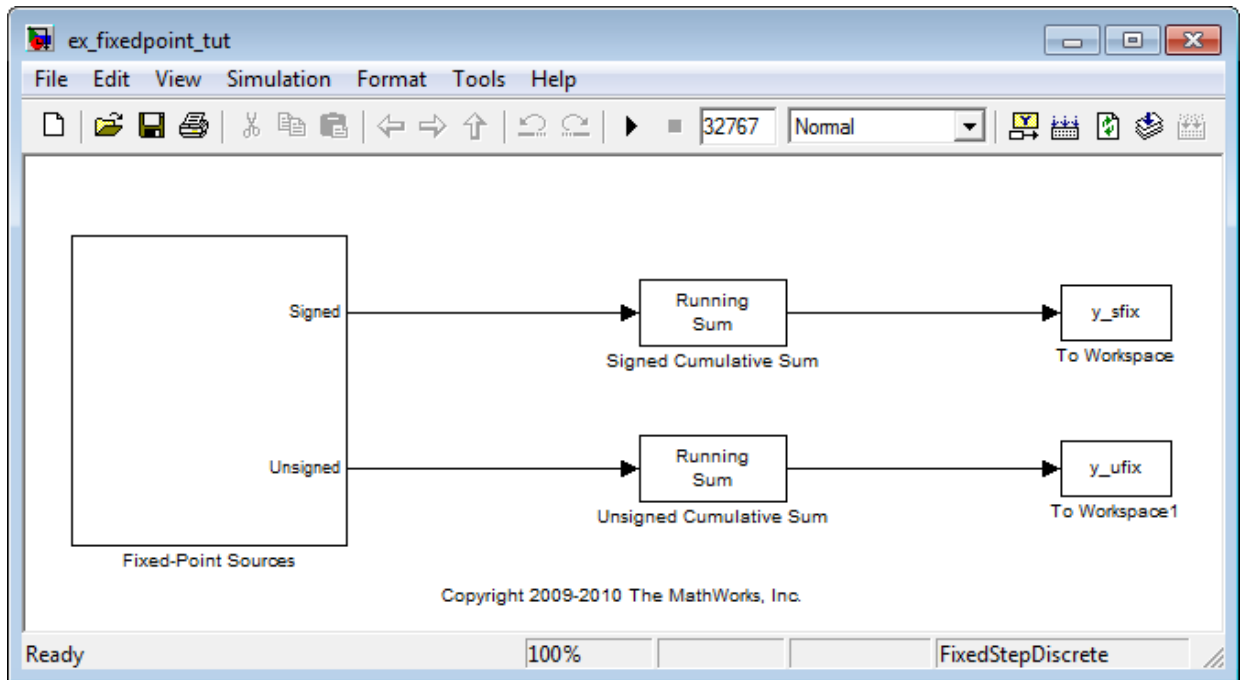 ex_fixedpoint_tut
File Edit View Simulation Format Tools Help
32767 Normal
Signed
Running
Sum
Signed Cumulative Sum
y_sfix
To Workspace
Unsigned
Running
Sum
Unsigned Cumulative Sum
y_ufix
To Workspace1
Fixed-Point Sources
Copyright 2009-2010 The MathWorks, Inc.
Ready 100% FixedStepDiscrete